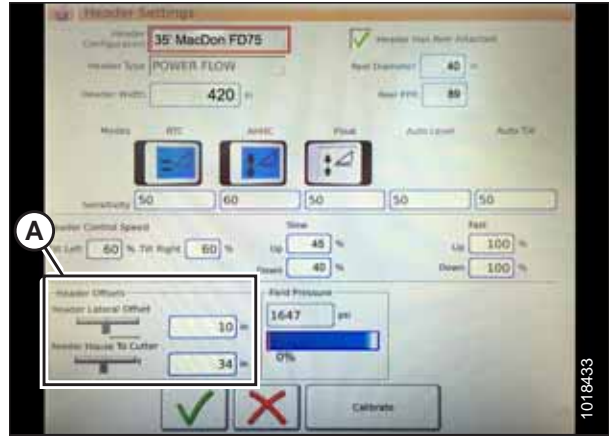 Header Settings
Header Configuration 35' MacDon FD75 Header Has Reel Attached
Header Type POWER FLOW Reel Diameter 40 in
Header Width 420 in Reel PPR 89
Modes RTC AHHC Float Auto Level Auto Tilt
Sensitivity 50 60 50 50 50
Header Control Speed Slow Fast
Tilt Left 60 % Tilt Right 60 % Up 45 % Up 100 %
Down 40 % Down 100 %
A
Header Offsets Field Pressure
Header Lateral Offset
10 in 1647 psi
Feeder House To Cutter
34 in 0%
Calibrate
1018433